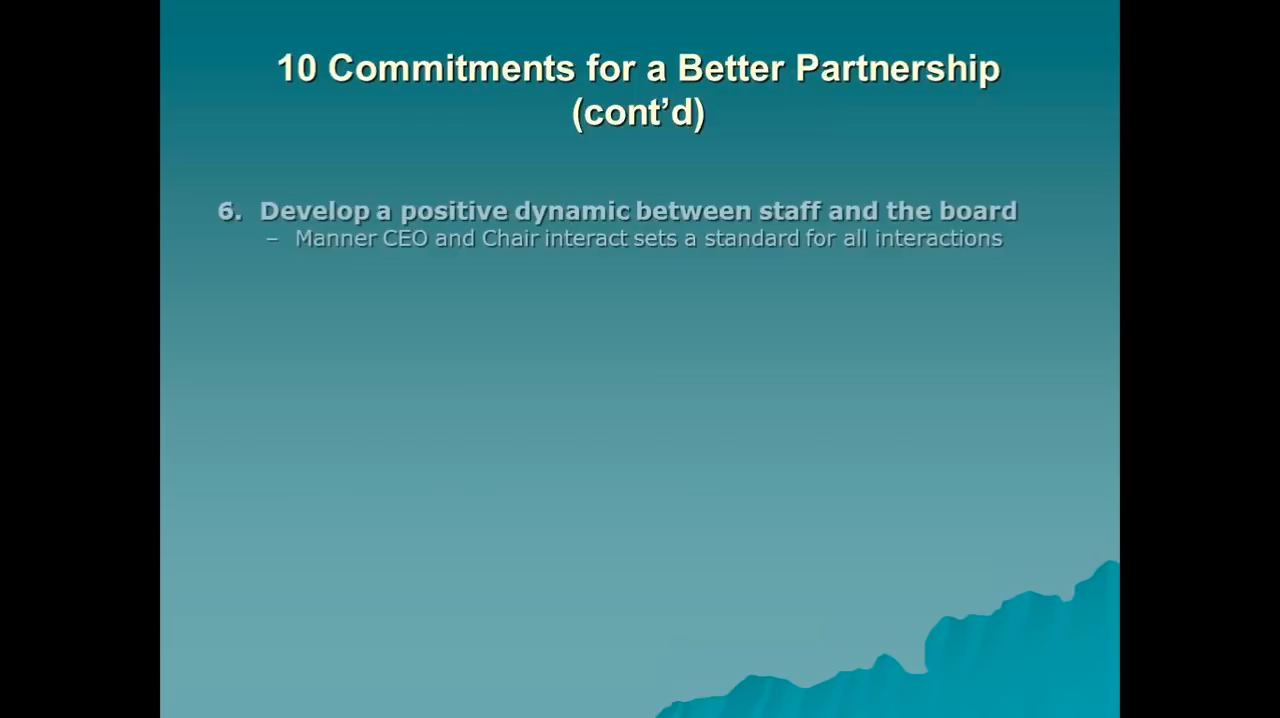 10 Commitments for a Better Partnership
(cont’d)
6. Develop a positive dynamic between staff and the board
– Manner CEO and Chair interact sets a standard for all interactions